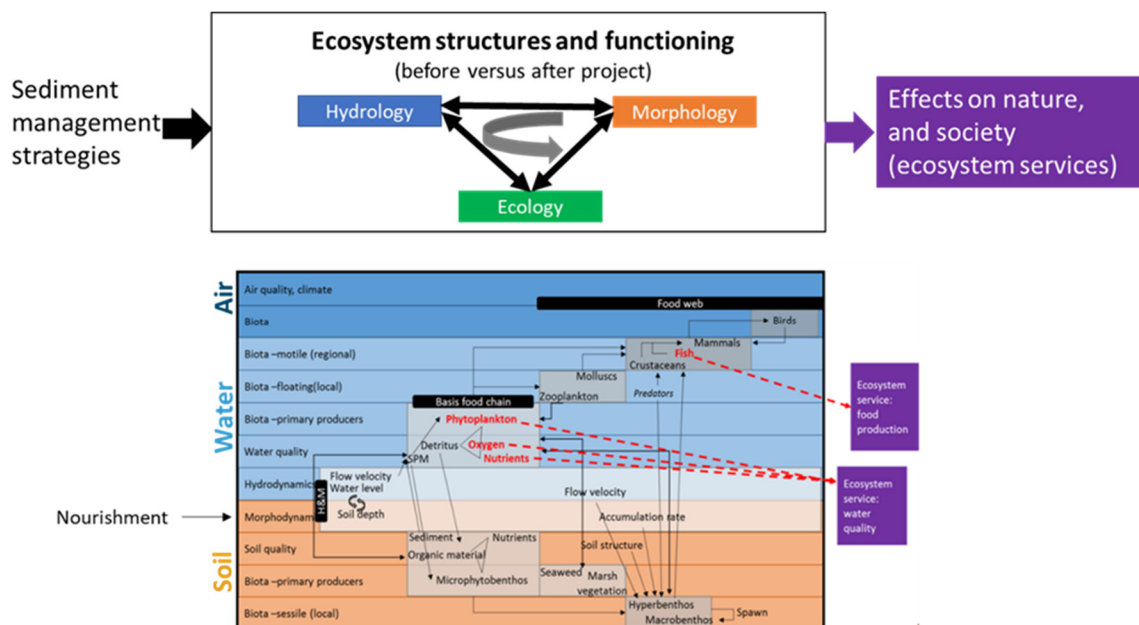 Ecosystem structures and functioning
(before versus after project)
Sediment
management
strategies
Hydrology
Morphology
Ecology
Effects on nature,
and society
(ecosystem services)
Air
Water
Soil
Air quality, climate
Food web
Biota
Birds
Biota –motile (regional)
Mammals
Fish
Crustaceans
Biota –floating(local)
Molluscs
Zooplankton
Predators
Basis food chain
Biota –primary producers
Phytoplankton
Water quality
Detritus
Oxygen
SPM
Nutrients
Hydrodynamics
H&M
Flow velocity
Water level
Flow velocity
Nourishment
Morphodynam
Soil depth
Accumulation rate
Soil quality
Sediment
Nutrients
Organic material
Soil structure
Biota –primary producers
Microphytobenthos
Seaweed
Marsh
vegetation
Biota –sessile (local)
Hyperbenthos
Macrobenthos
Spawn
Ecosystem
service:
food
production
Ecosystem
service:
water
quality